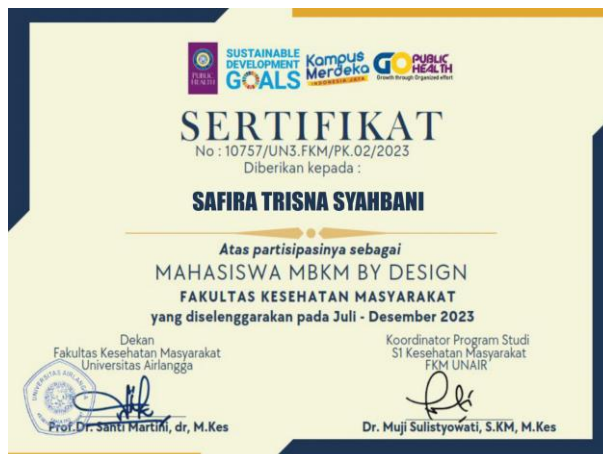 PUBLIC
HEALTH
SUSTAINABLE
DEVELOPMENT
GOALS
Kampus
Merdeka
INDONESIA JAYA
GO PUBLIC
HEALTH
Growth through Organized effort
SERTIFIKAT
No : 10757/UN3.FKM/PK.02/2023
Diberikan kepada :
SAFIRA TRISNA SYAHBANI
Atas partisipasinya sebagai
MAHASISWA MBKM BY DESIGN
FAKULTAS KESEHATAN MASYARAKAT
yang diselenggarakan pada Juli - Desember 2023
Dekan
Fakultas Kesehatan Masyarakat
Universitas Airlangga
UNIVERSITAS AIRLANGGA
Prof.Dr. Santi Martini, dr, M.Kes
Koordinator Program Studi
S1 Kesehatan Masyarakat
FKM UNAIR
Dr. Muji Sulistyowati, S.KM, M.Kes